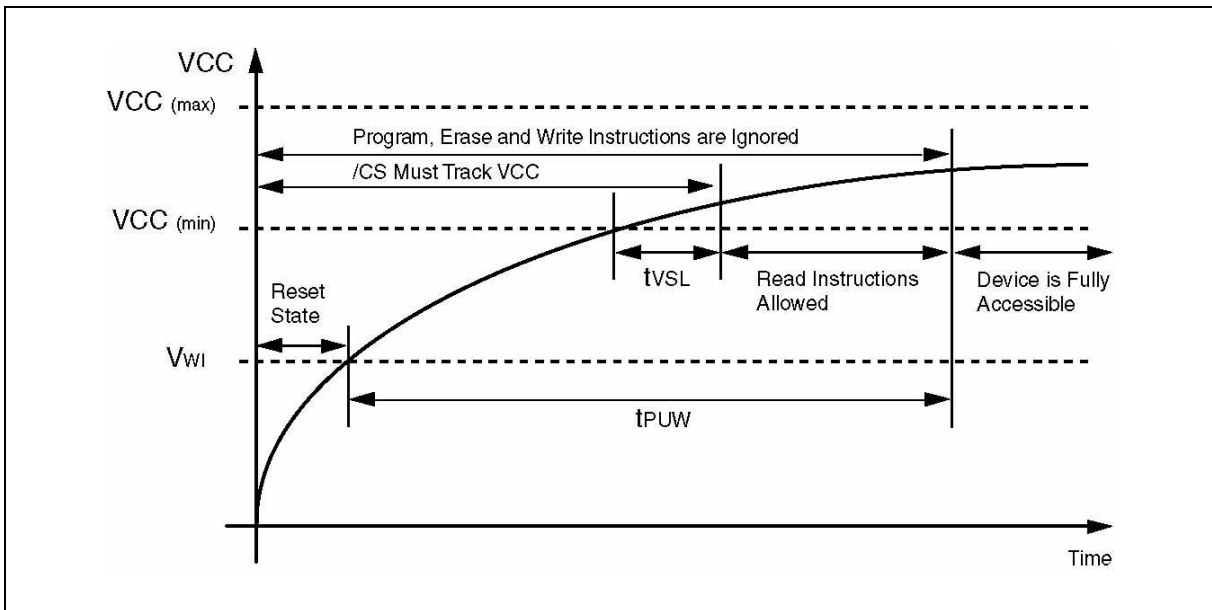 VCC
VCC (max)
Program, Erase and Write Instructions are Ignored
/CS Must Track VCC
VCC (min)
tVSL
Read Instructions
Allowed
Device is Fully
Accessible
Reset
State
VWI
tPUW
Time